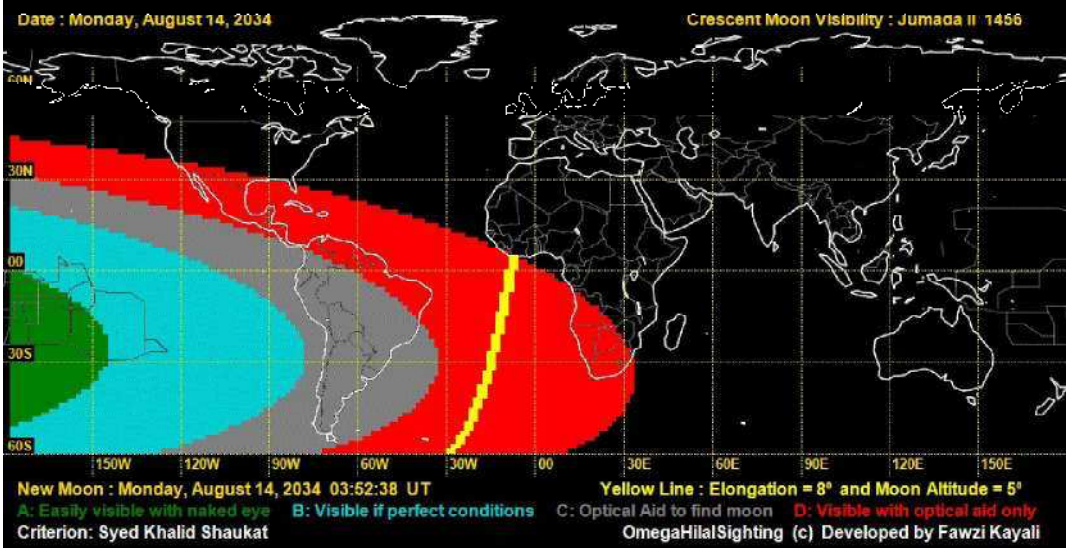 Date : Monday, August 14, 2034
Crescent Moon Visibility : Jumada II 1456
60N
30N
00
30S
60S
150W 120W 90W 60W 30W 00 30E 60E 90E 120E 150E
New Moon : Monday, August 14, 2034 03:52:38 UT
Yellow Line : Elongation = 8° and Moon Altitude = 5°
A: Easily visible with naked eye B: Visible if perfect conditions C: Optical Aid to find moon D: Visible with optical aid only
Criterion: Syed Khalid Shaukat
OmegaHilalSighting (c) Developed by Fawzi Kayali